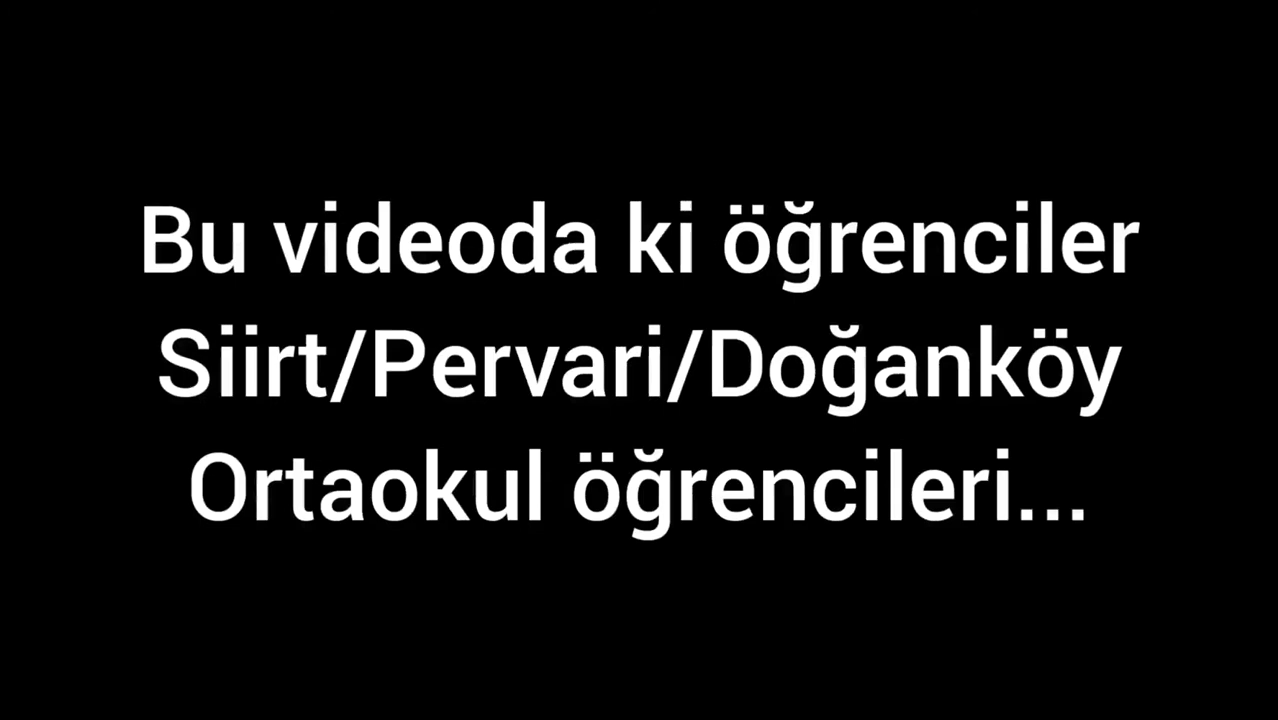 Bu videoda ki öğrenciler
Siirt/Pervari/Doğanköy
Ortaokul öğrencileri...